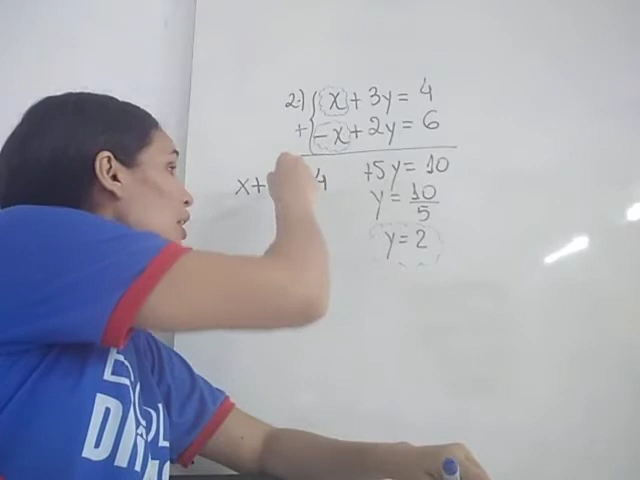 2.) { x + 3y = 4
+ { -x + 2y = 6
+5y = 10
y = 10/5
y = 2
x+ 4